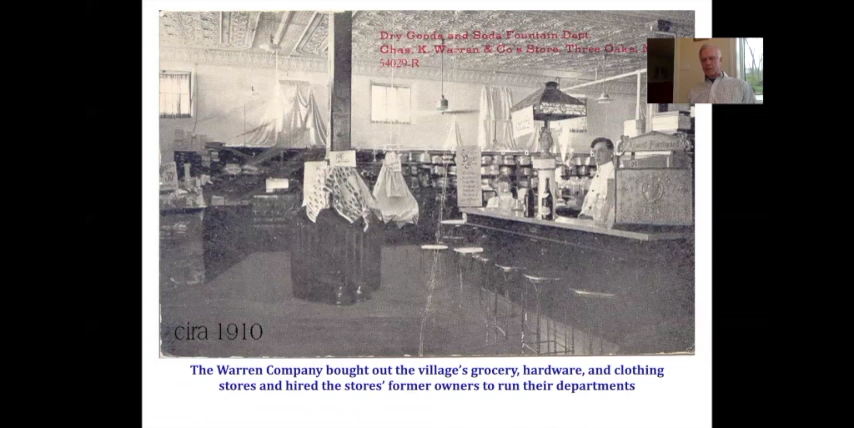 Dry Goods and Soda Fountain Dept.
Chas. K. Warren & Co's Store, Three Oaks,
54029-R
cira 1910
The Warren Company bought out the village's grocery, hardware, and clothing
stores and hired the stores' former owners to run their departments